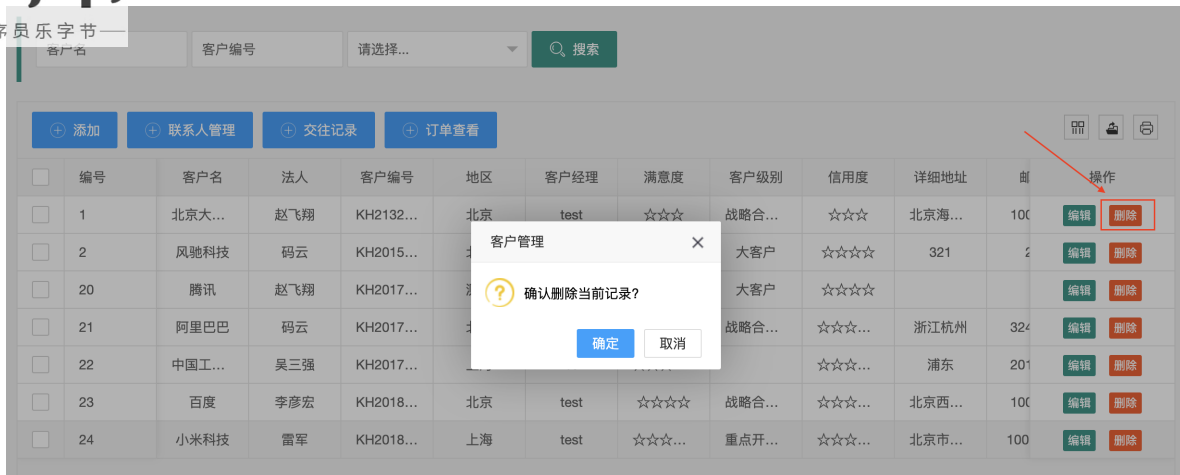 序员乐字节——
客户名 客户编号 请选择... 搜索
添加 联系人管理 交往记录 订单查看
编号 客户名 法人 客户编号 地区 客户经理 满意度 客户级别 信用度 详细地址 操作
1 北京大... 赵飞翔 KH2132... 北京 test ☆☆☆ 战略合... ☆☆☆ 北京海... 100 编辑 删除
2 风驰科技 码云 KH2015... 大客户 ☆☆☆☆ 321 2 编辑 删除
20 腾讯 赵飞翔 KH2017... 大客户 ☆☆☆☆ 编辑 删除
21 阿里巴巴 码云 KH2017... 战略合... ☆☆☆... 浙江杭州 324 编辑 删除
22 中国工... 吴三强 KH2017... ☆☆☆... 浦东 201 编辑 删除
23 百度 李彦宏 KH2018... 北京 test ☆☆☆☆ 战略合... ☆☆☆... 北京西... 100 编辑 删除
24 小米科技 雷军 KH2018... 上海 test ☆☆☆... 重点开... ☆☆☆... 北京市... 100 编辑 删除
客户管理
确认删除当前记录?
确定 取消